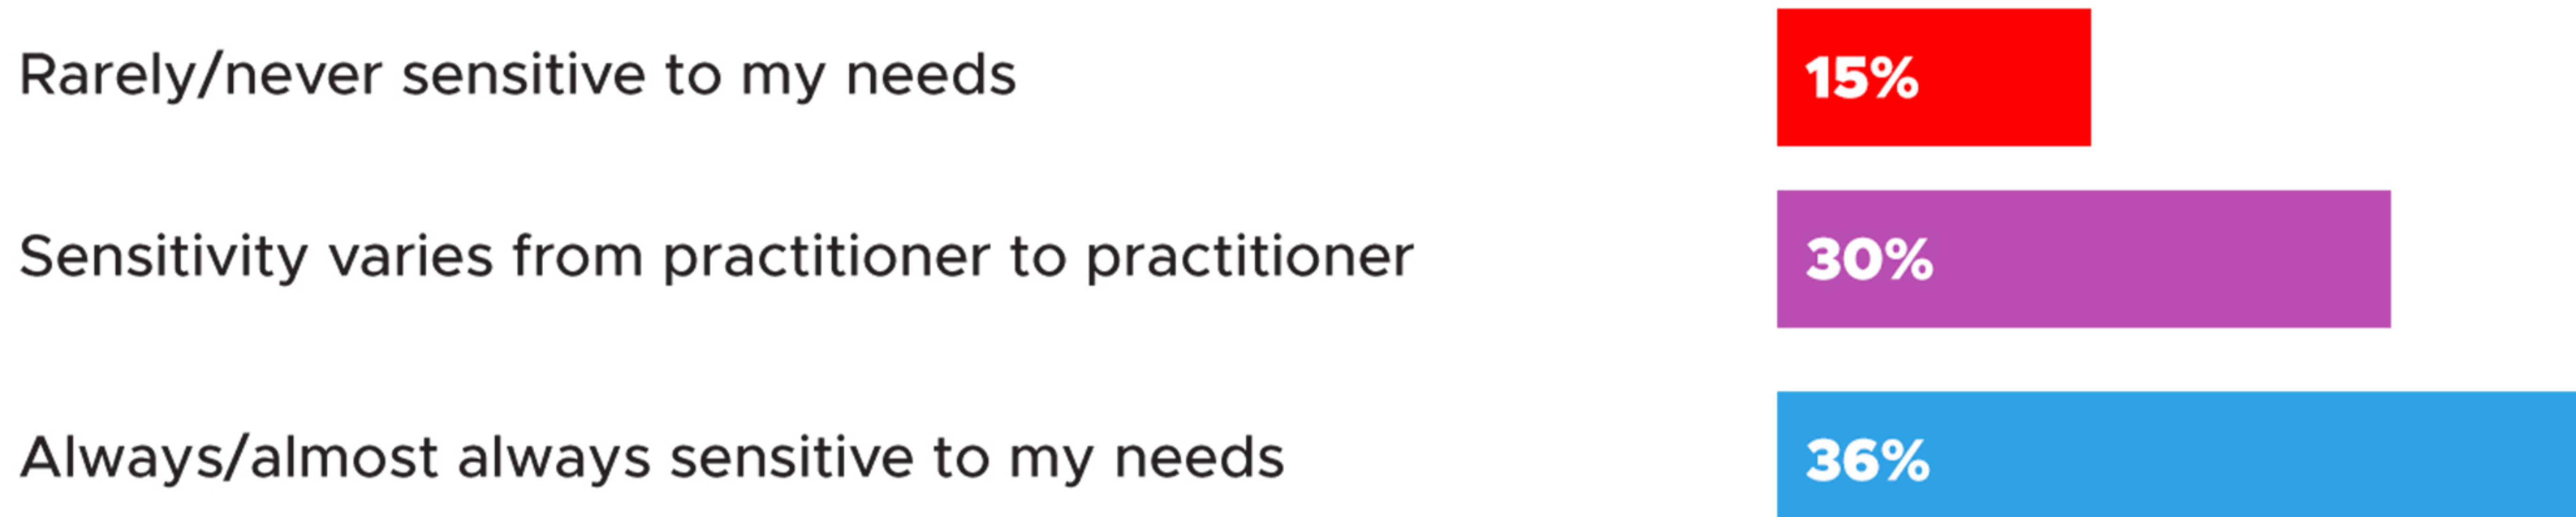 Rarely/never sensitive to my needs 15%
Sensitivity varies from practitioner to practitioner 30%
Always/almost always sensitive to my needs 36%